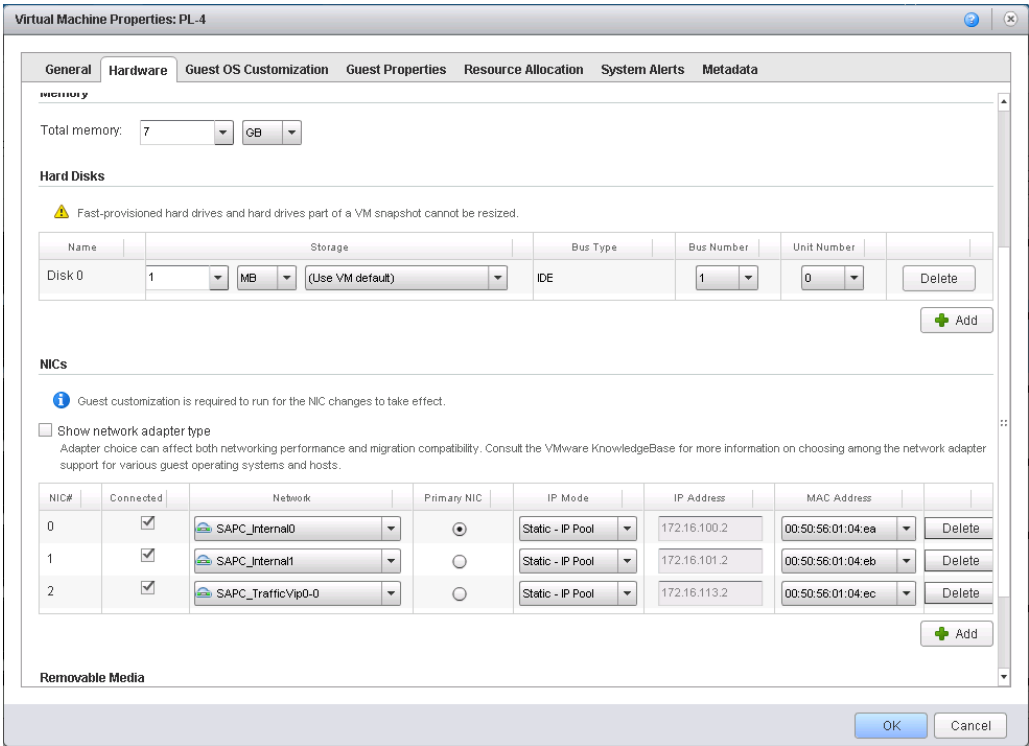 Virtual Machine Properties: PL-4
General Hardware Guest OS Customization Guest Properties Resource Allocation System Alerts Metadata
Memory
Total memory: 7 GB
Hard Disks
Fast-provisioned hard drives and hard drives part of a VM snapshot cannot be resized.
Name Storage Bus Type Bus Number Unit Number
Disk 0 1 MB (Use VM default) IDE 1 0 Delete
Add
NICs
Guest customization is required to run for the NIC changes to take effect.
Show network adapter type
Adapter choice can affect both networking performance and migration compatibility. Consult the VMware KnowledgeBase for more information on choosing among the network adapter
support for various guest operating systems and hosts.
NIC# Connected Network Primary NIC IP Mode IP Address MAC Address
0 SAPC_Internal0 Static - IP Pool 172.16.100.2 00:50:56:01:04:ea Delete
1 SAPC_Internal1 Static - IP Pool 172.16.101.2 00:50:56:01:04:eb Delete
2 SAPC_TrafficVip0-0 Static - IP Pool 172.16.113.2 00:50:56:01:04:ec Delete
Add
Removable Media
OK Cancel